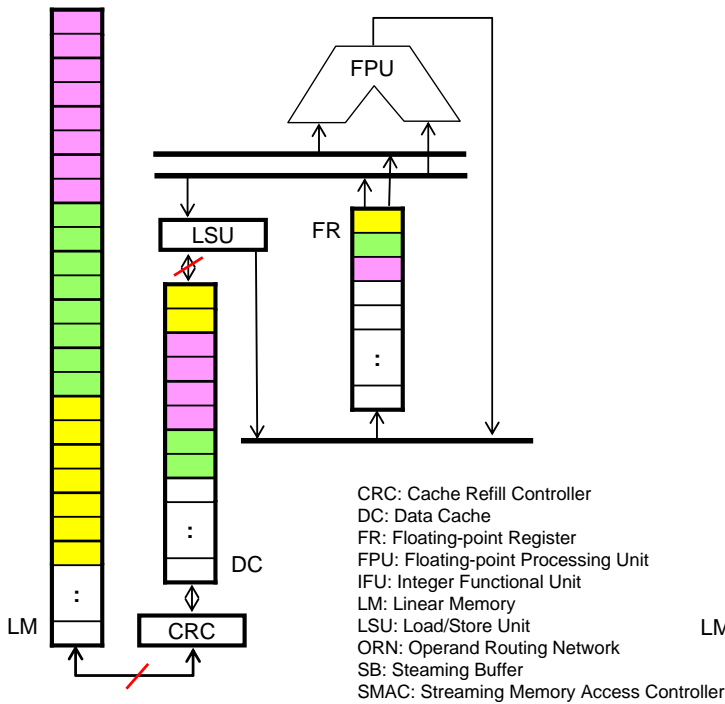 FPU
FR
LSU
:
:
DC
:
LM
CRC
CRC: Cache Refill Controller
DC: Data Cache
FR: Floating-point Register
FPU: Floating-point Processing Unit
IFU: Integer Functional Unit
LM: Linear Memory
LSU: Load/Store Unit
ORN: Operand Routing Network
SB: Steaming Buffer
SMAC: Streaming Memory Access Controller
LM